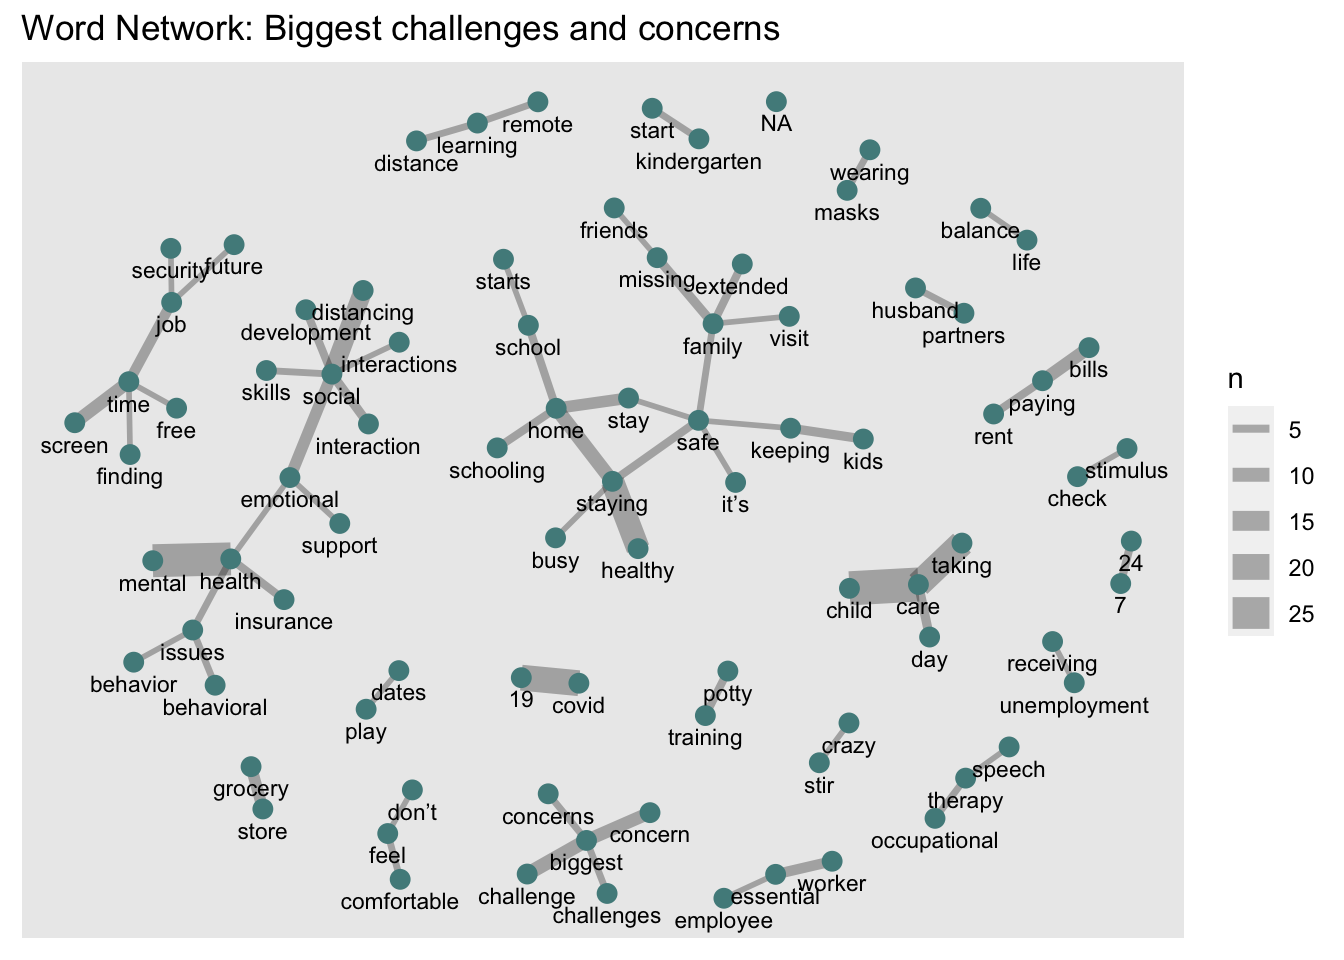 Word Network: Biggest challenges and concerns
remote
learning
distance
start
kindergarten
NA
wearing
masks
balance
life
friends
missing
extended
starts
security
future
job
distancing
development
husband
partners
school
family
visit
interactions
skills
social
bills
paying
rent
time
screen
free
finding
interaction
home
stay
safe
keeping
kids
schooling
stimulus
check
emotional
support
staying
it’s
busy
healthy
24
7
mental
health
insurance
taking
child
care
day
issues
behavior
behavioral
receiving
unemployment
dates
play
19
covid
potty
training
crazy
stir
speech
therapy
occupational
grocery
store
don’t
feel
comfortable
concerns
concern
biggest
challenge
challenges
worker
essential
employee
n
5
10
15
20
25